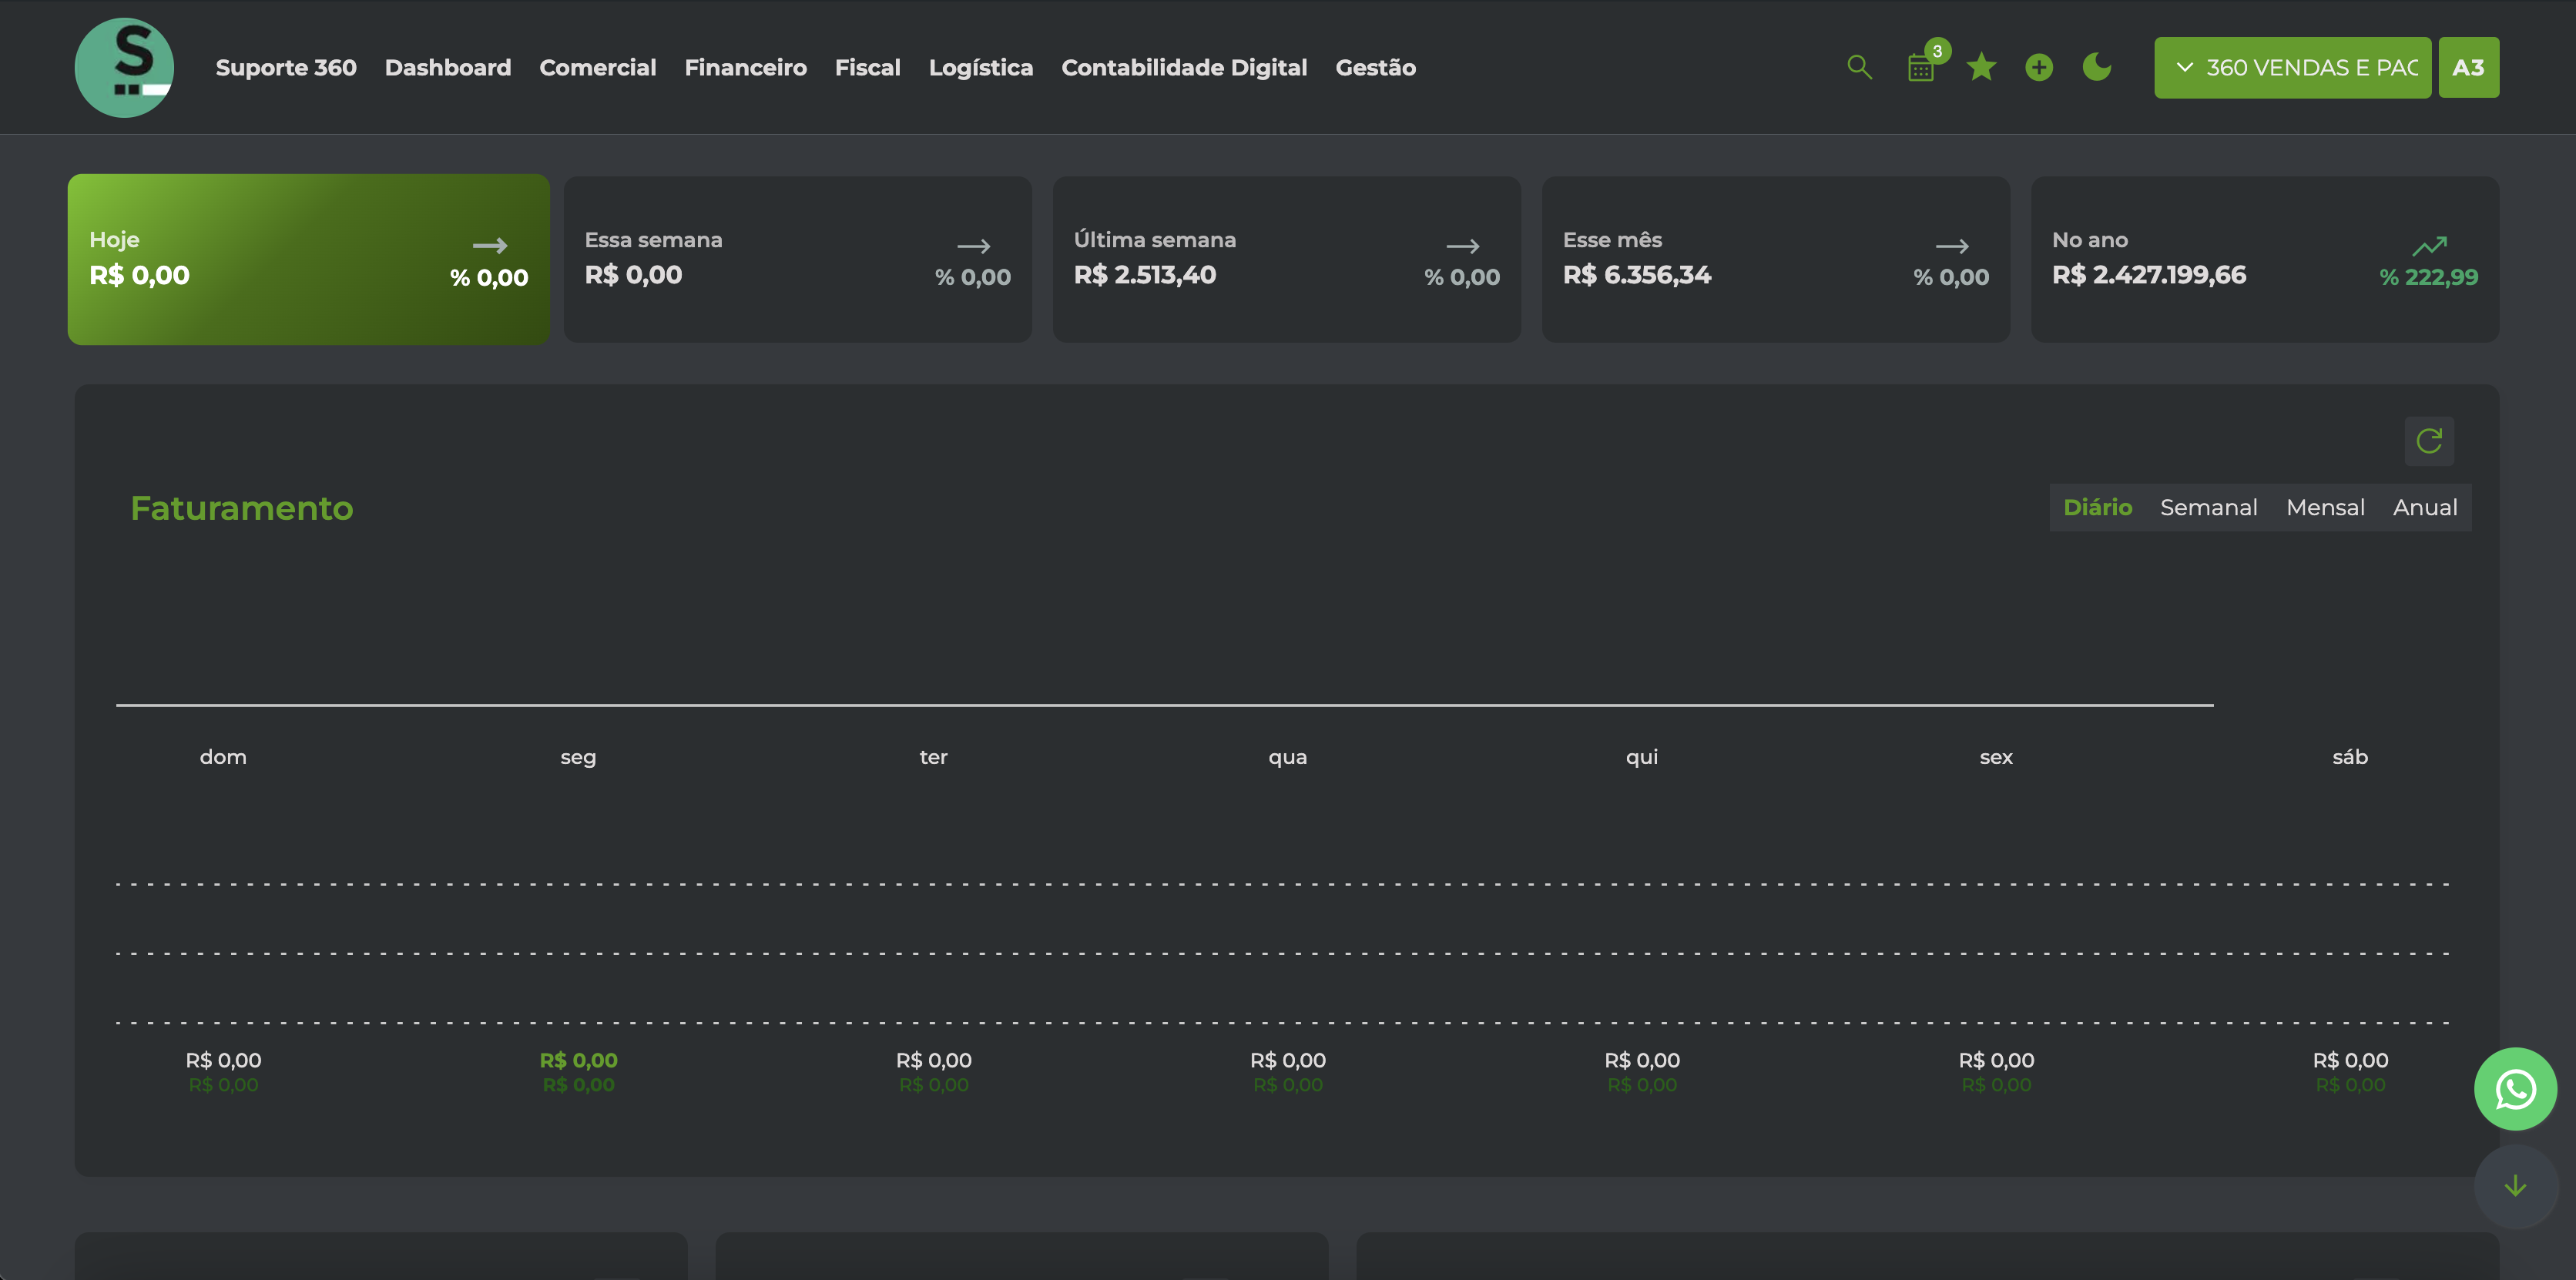 S
Suporte 360 Dashboard Comercial Financeiro Fiscal Logística Contabilidade Digital Gestão
3
360 VENDAS E PAC
A3
Hoje
R$ 0,00
% 0,00
Essa semana
R$ 0,00
% 0,00
Última semana
R$ 2.513,40
% 0,00
Esse mês
R$ 6.356,34
% 0,00
No ano
R$ 2.427.199,66
% 222,99
Faturamento
Diário Semanal Mensal Anual
dom seg ter qua qui sex sáb
R$ 0,00 R$ 0,00 R$ 0,00 R$ 0,00 R$ 0,00 R$ 0,00 R$ 0,00
R$ 0,00 R$ 0,00 R$ 0,00 R$ 0,00 R$ 0,00 R$ 0,00 R$ 0,00